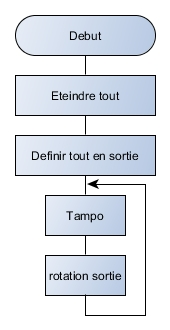 Debut
Eteindre tout
Definir tout en sortie
Tampo
rotation sortie